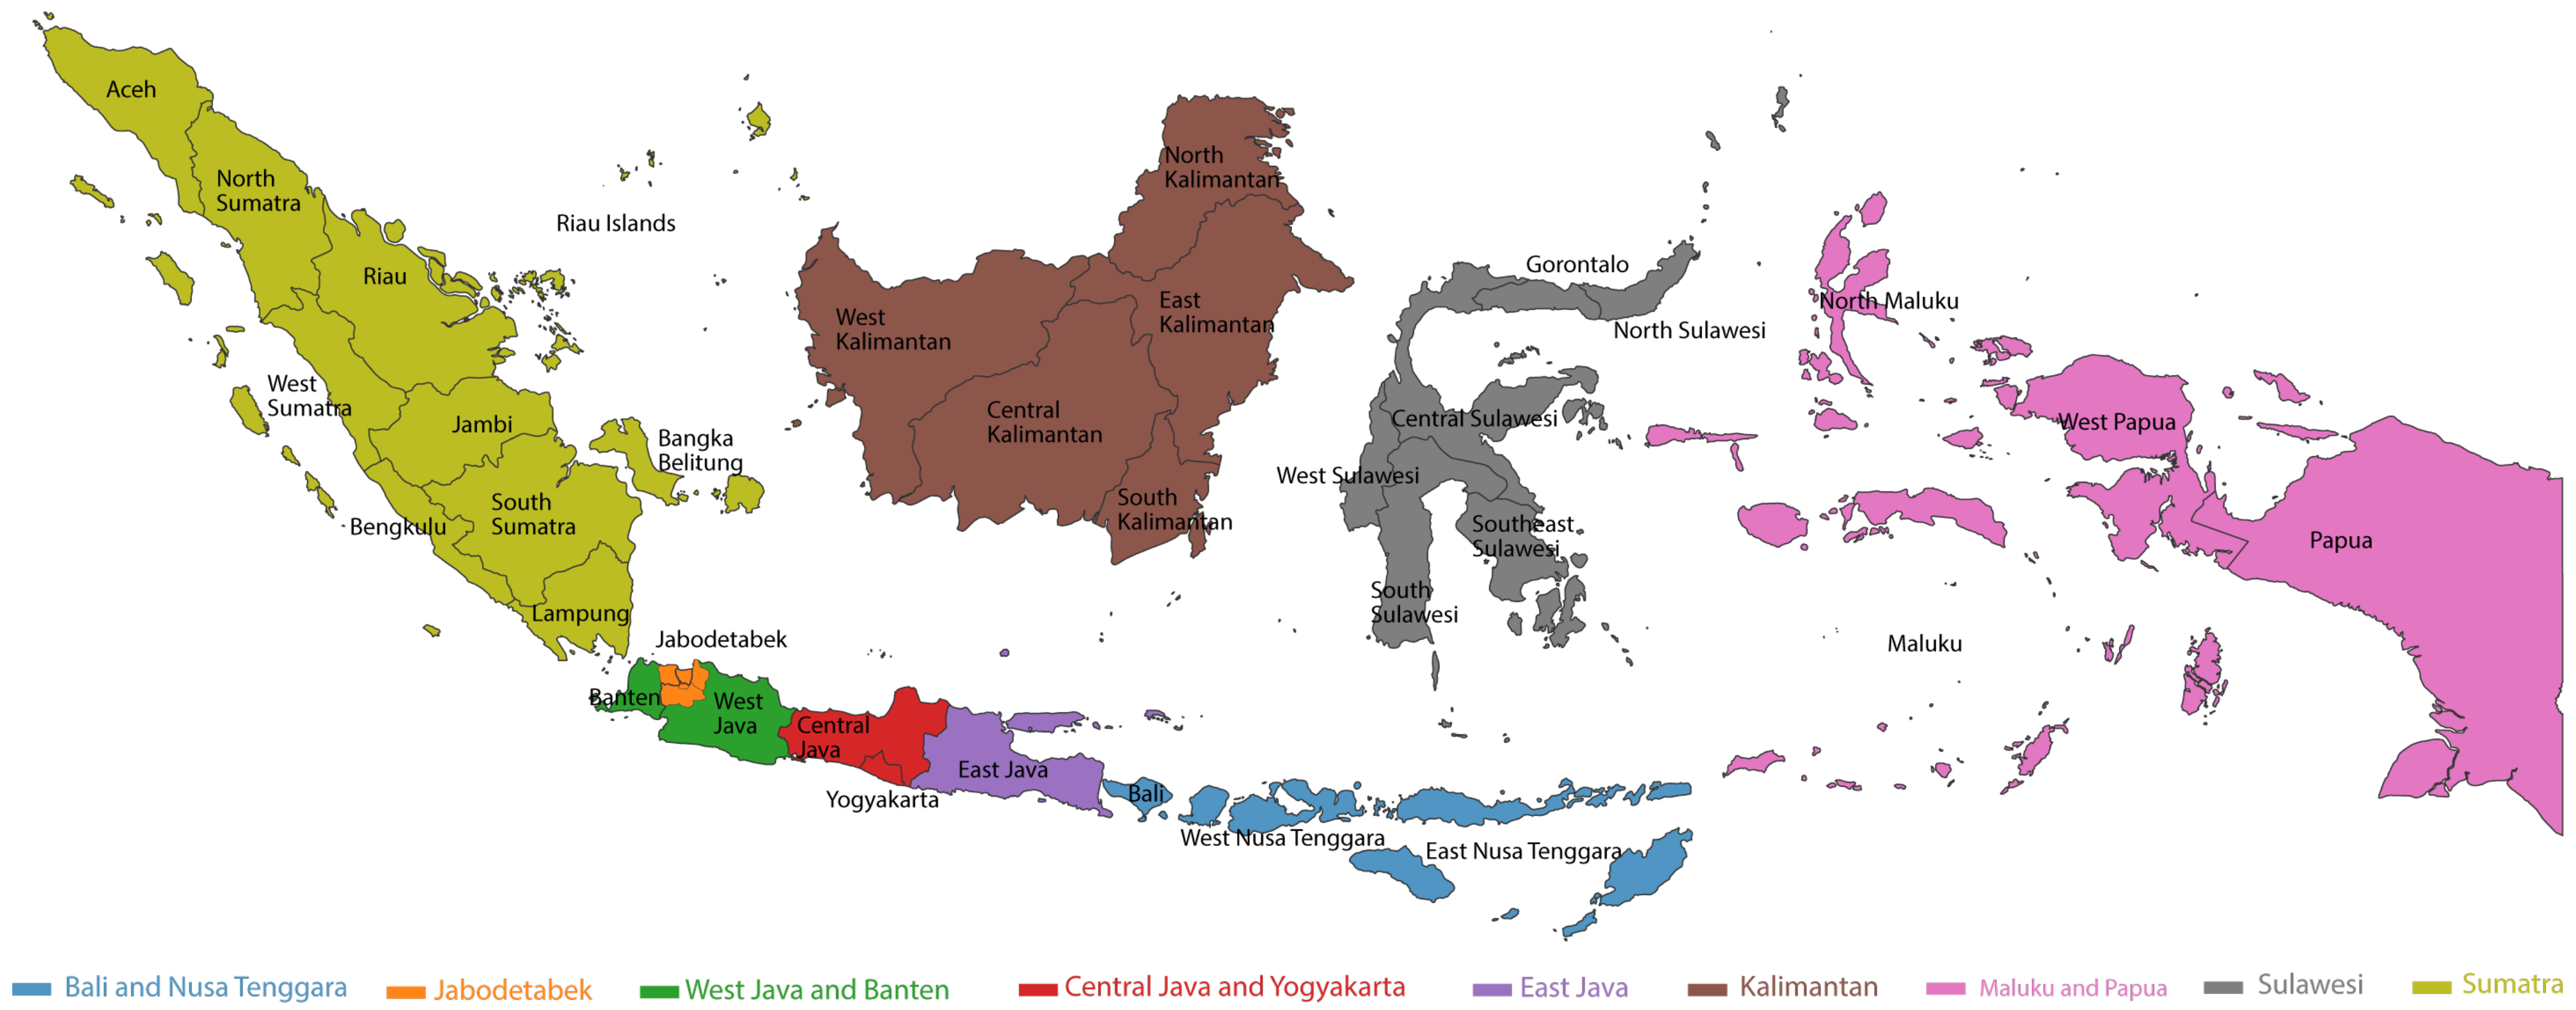 Aceh
North
Sumatra
Riau Islands
Riau
West
Sumatra
Jambi
Bangka
Belitung
South
Sumatra
Bengkulu
Lampung
North
Kalimantan
West
Kalimantan
East
Kalimantan
Central
Kalimantan
South
Kalimantan
Gorontalo
North Sulawesi
Central Sulawesi
West Sulawesi
Southeast
Sulawesi
South
Sulawesi
North Maluku
West Papua
Papua
Maluku
Jabodetabek
Banten
West
Java
Central
Java
Yogyakarta
East Java
Bali
West Nusa Tenggara
East Nusa Tenggara
Bali and Nusa Tenggara
Jabodetabek
West Java and Banten
Central Java and Yogyakarta
East Java
Kalimantan
Maluku and Papua
Sulawesi
Sumatra